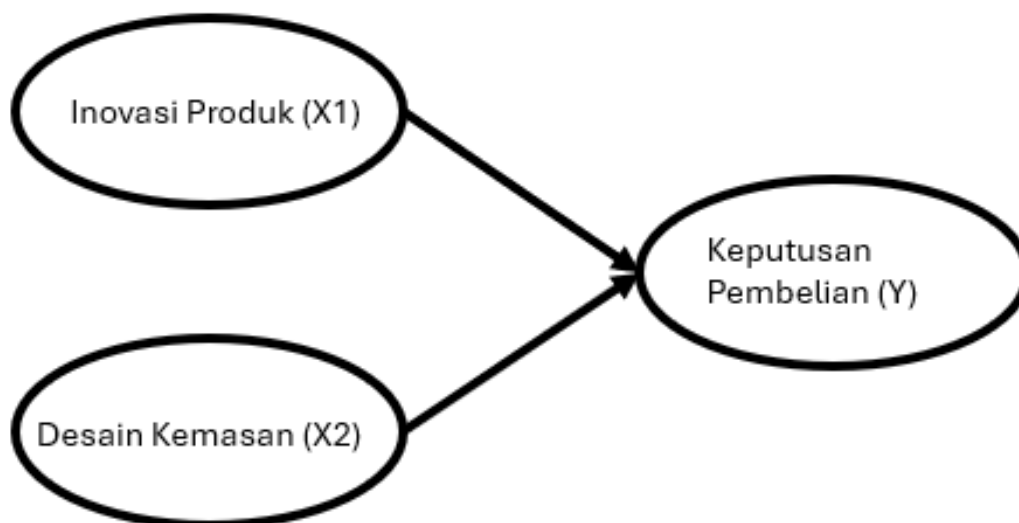 Inovasi Produk (X1)
Keputusan
Pembelian (Y)
Desain Kemasan (X2)